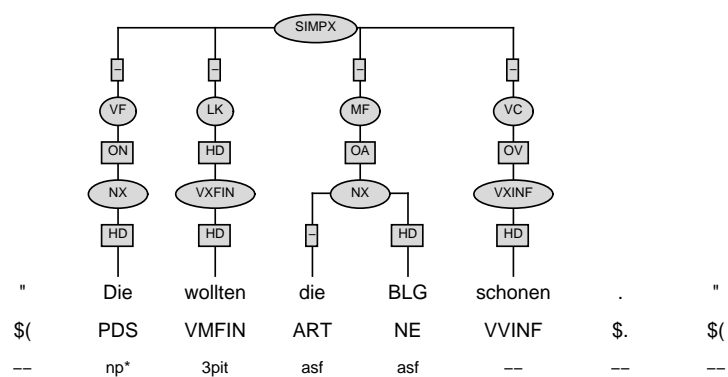 SIMPX
– – – –
VF LK MF VC
ON HD OA OV
NX VXFIN NX VXINF
HD HD – HD HD
" Die wollten die BLG schonen . "
$( PDS VMFIN ART NE VVINF $. $(
–– np* 3pit asf asf –– –– ––